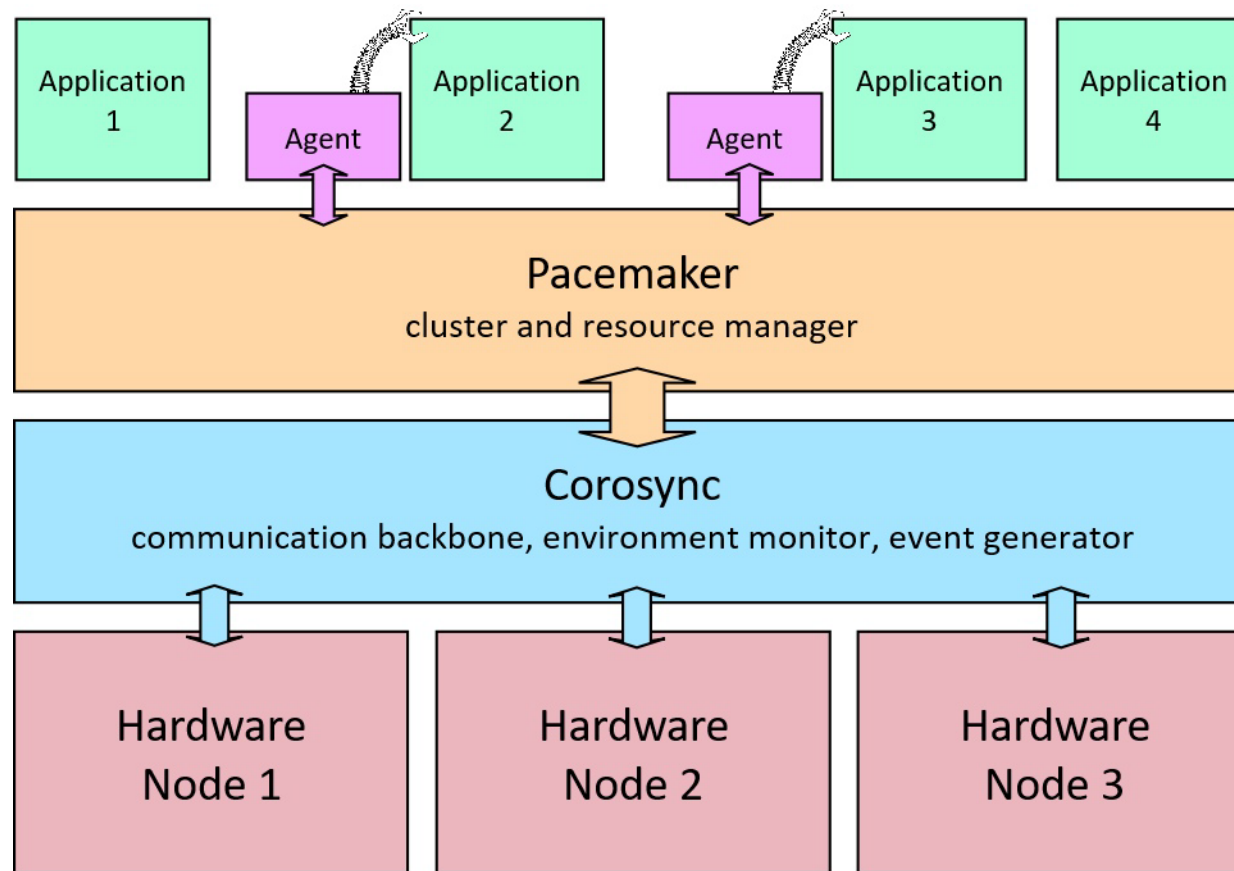 Application
1
Agent
Application
2
Agent
Application
3
Application
4
Pacemaker
cluster and resource manager
Corosync
communication backbone, environment monitor, event generator
Hardware
Node 1
Hardware
Node 2
Hardware
Node 3